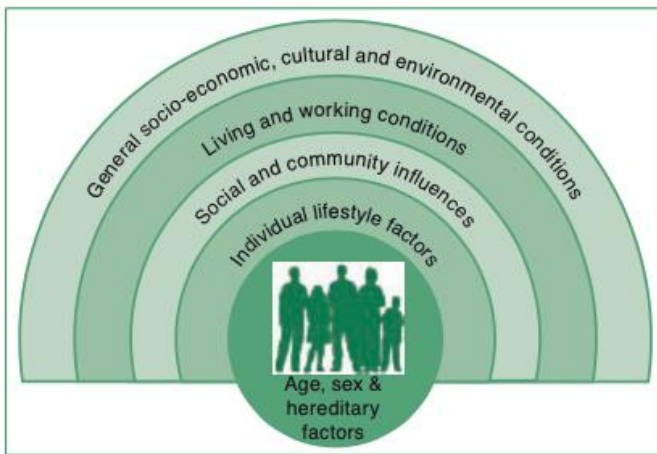 General socio-economic, cultural and environmental conditions
Living and working conditions
Social and community influences
Individual lifestyle factors
Age, sex &
hereditary
factors